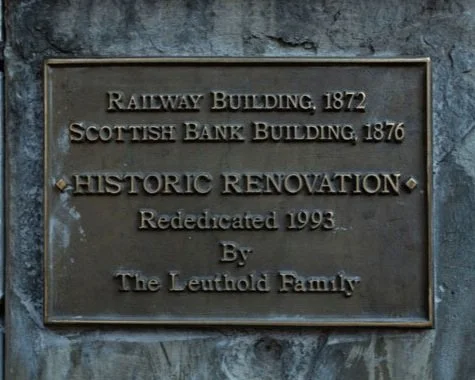 Railway Building, 1872
Scottish Bank Building, 1876
Historic Renovation
Rededicated 1993
By
The Leuthold Family